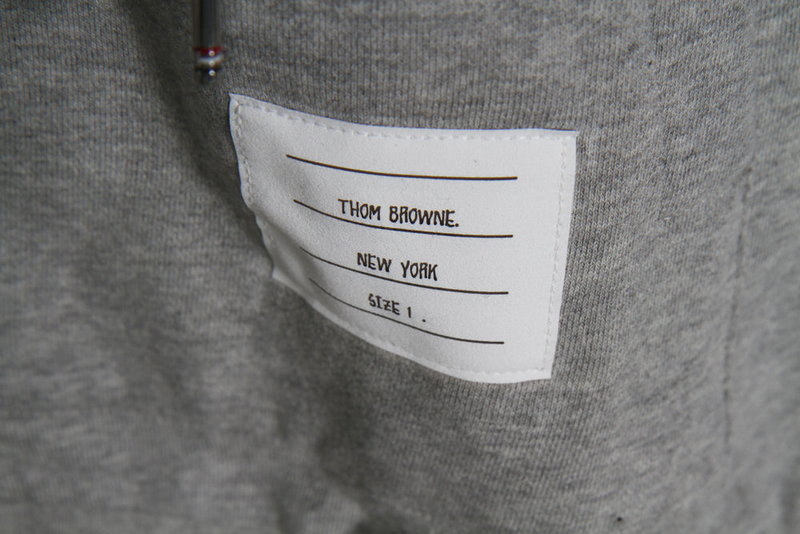 THOM BROWNE.
NEW YORK
SIZE 1 .